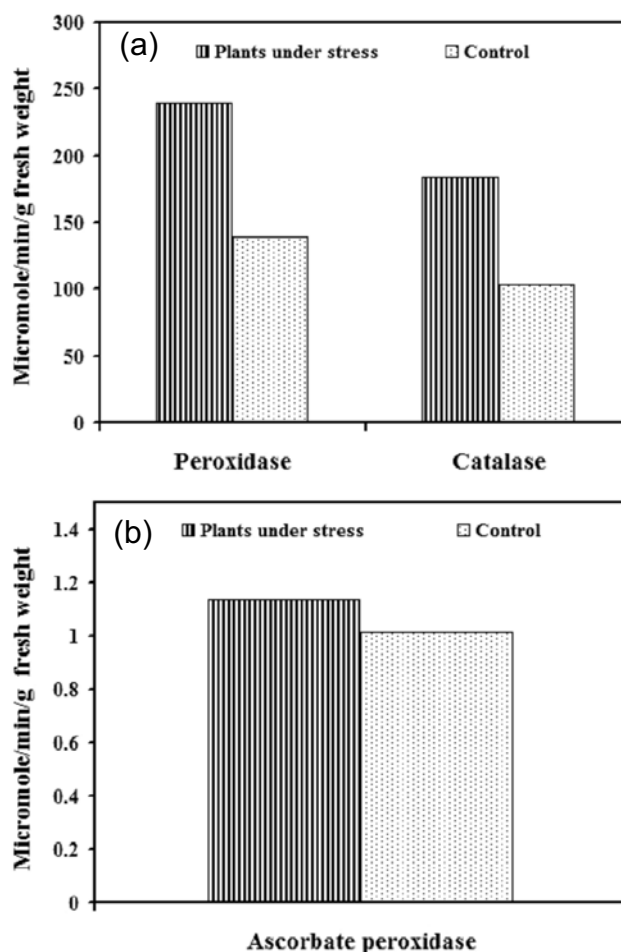 (a)
Plants under stress Control
Micromole/min/g fresh weight
300
250
200
150
100
50
0
Peroxidase Catalase
(b)
Plants under stress Control
Micromole/min/g fresh weight
1.4
1.2
1
0.8
0.6
0.4
0.2
0
Ascorbate peroxidase